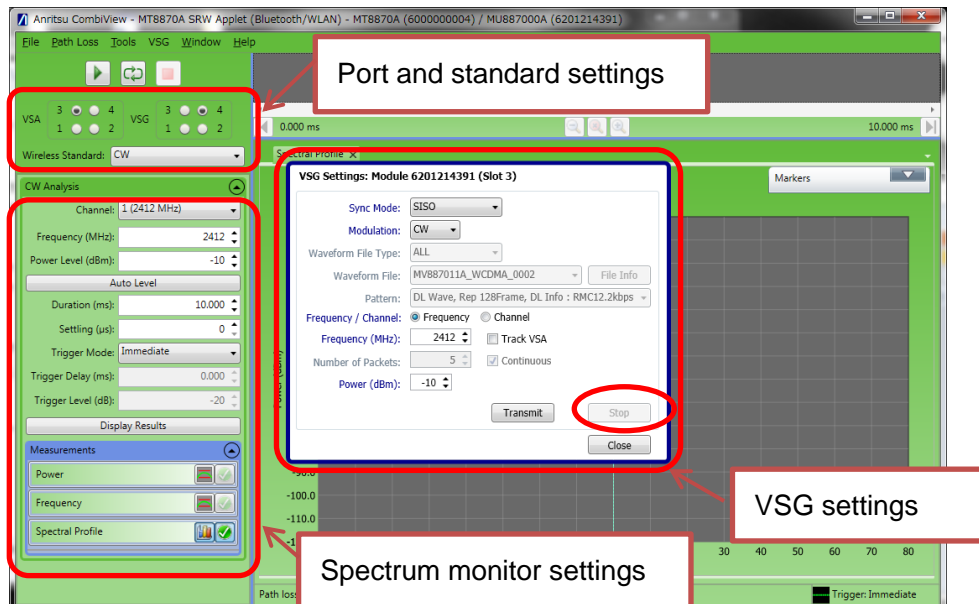 Anritsu CombiView - MT8870A SRW Applet (Bluetooth/WLAN) - MT8870A (6000000004) / MU887000A (6201214391)
File Path Loss Tools VSG Window Help
Port and standard settings
VSA 3 4 VSG 3 4
1 2 1 2
Wireless Standard: CW
0.000 ms 10.000 ms
Spectral Profile X
CW Analysis
Channel: 1 (2412 MHz)
Frequency (MHz): 2412
Power Level (dBm): -10
Auto Level
Duration (ms): 10.000
Settling (µs): 0
Trigger Mode: Immediate
Trigger Delay (ms): 0.000
Trigger Level (dB): -20
Display Results
Measurements
Power
Frequency
Spectral Profile
VSG Settings: Module 6201214391 (Slot 3)
Sync Mode: SISO
Modulation: CW
Waveform File Type: ALL
Waveform File: MV887011A_WCDMA_0002 File Info
Pattern: DL Wave, Rep 128Frame, DL Info : RMC12.2kbps
Frequency / Channel: Frequency Channel
Frequency (MHz): 2412 Track VSA
Number of Packets: 5 Continuous
Power (dBm): -10
Transmit Stop
Close
Markers
-90.0
-100.0
-110.0
30 40 50 60 70 80
VSG settings
Spectrum monitor settings
Path loss
Trigger: Immediate